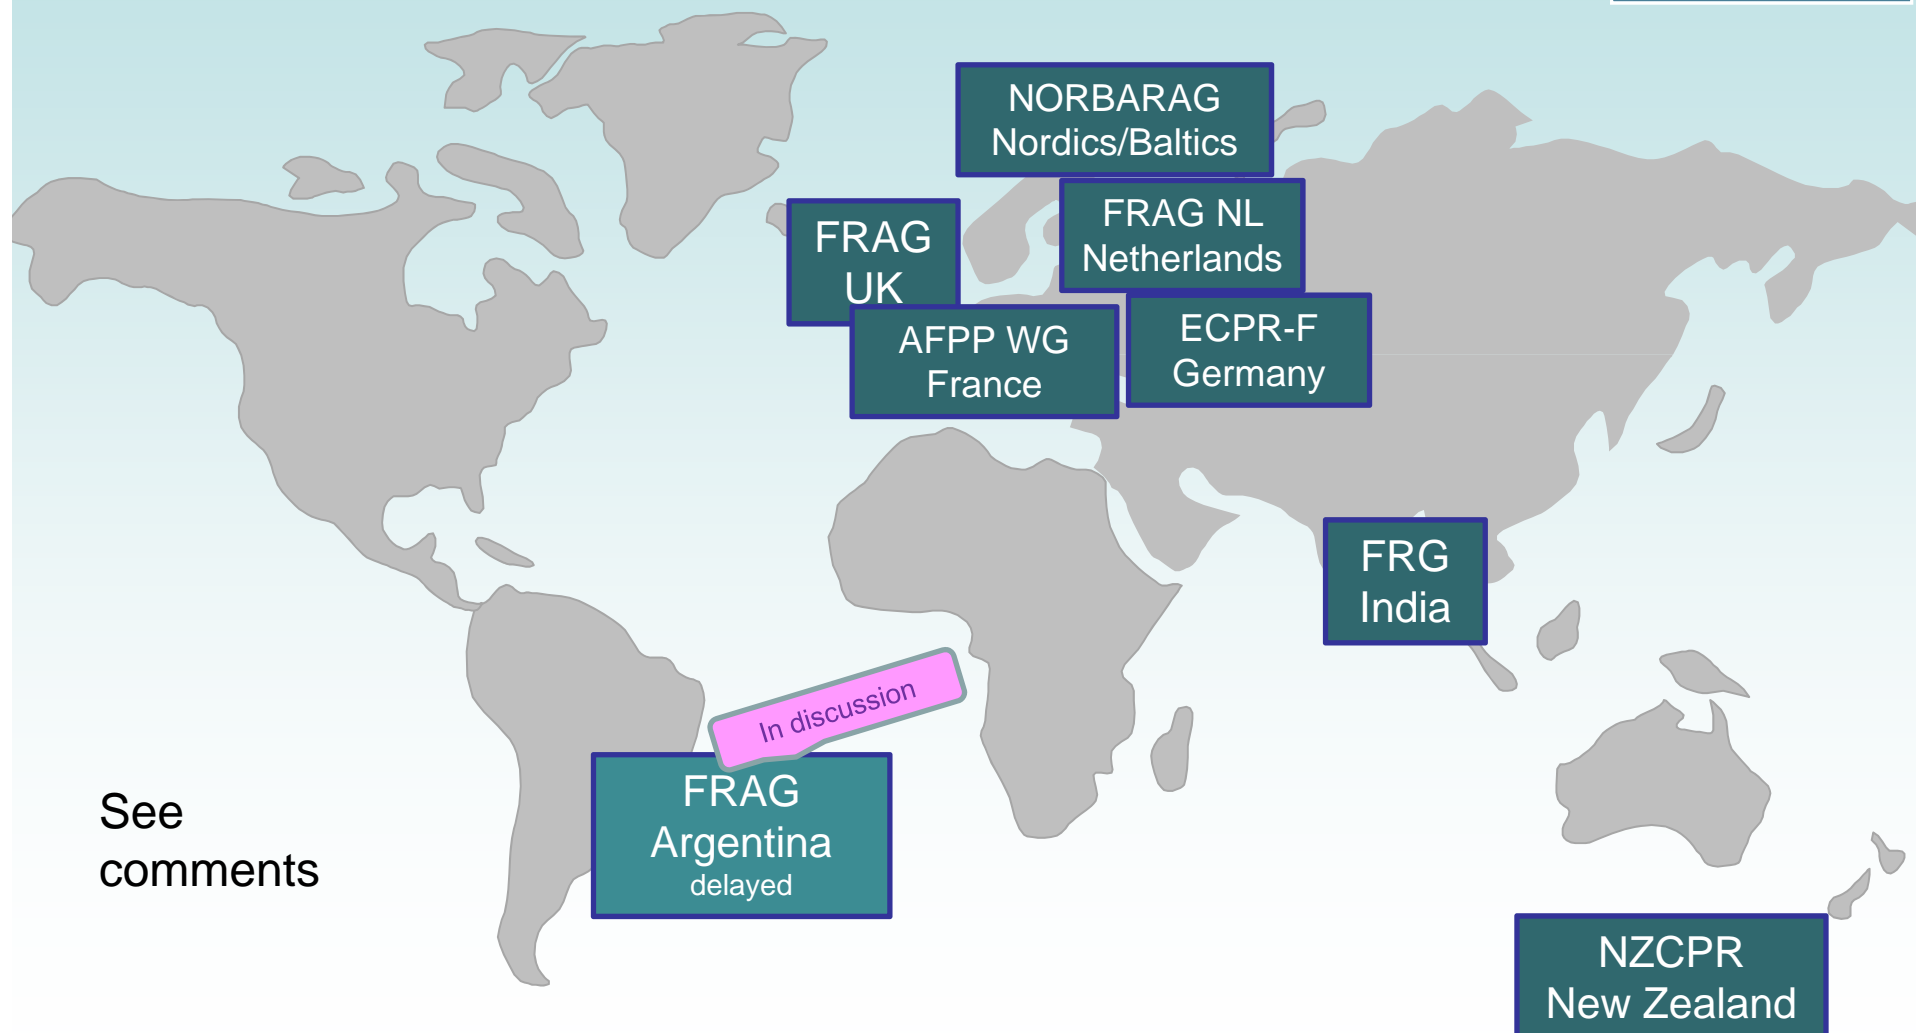 NORBARAG
Nordics/Baltics
FRAG NL
Netherlands
FRAG
UK
AFPP WG
France
ECPR-F
Germany
FRG
India
In discussion
FRAG
Argentina
delayed
See
comments
NZCPR
New Zealand